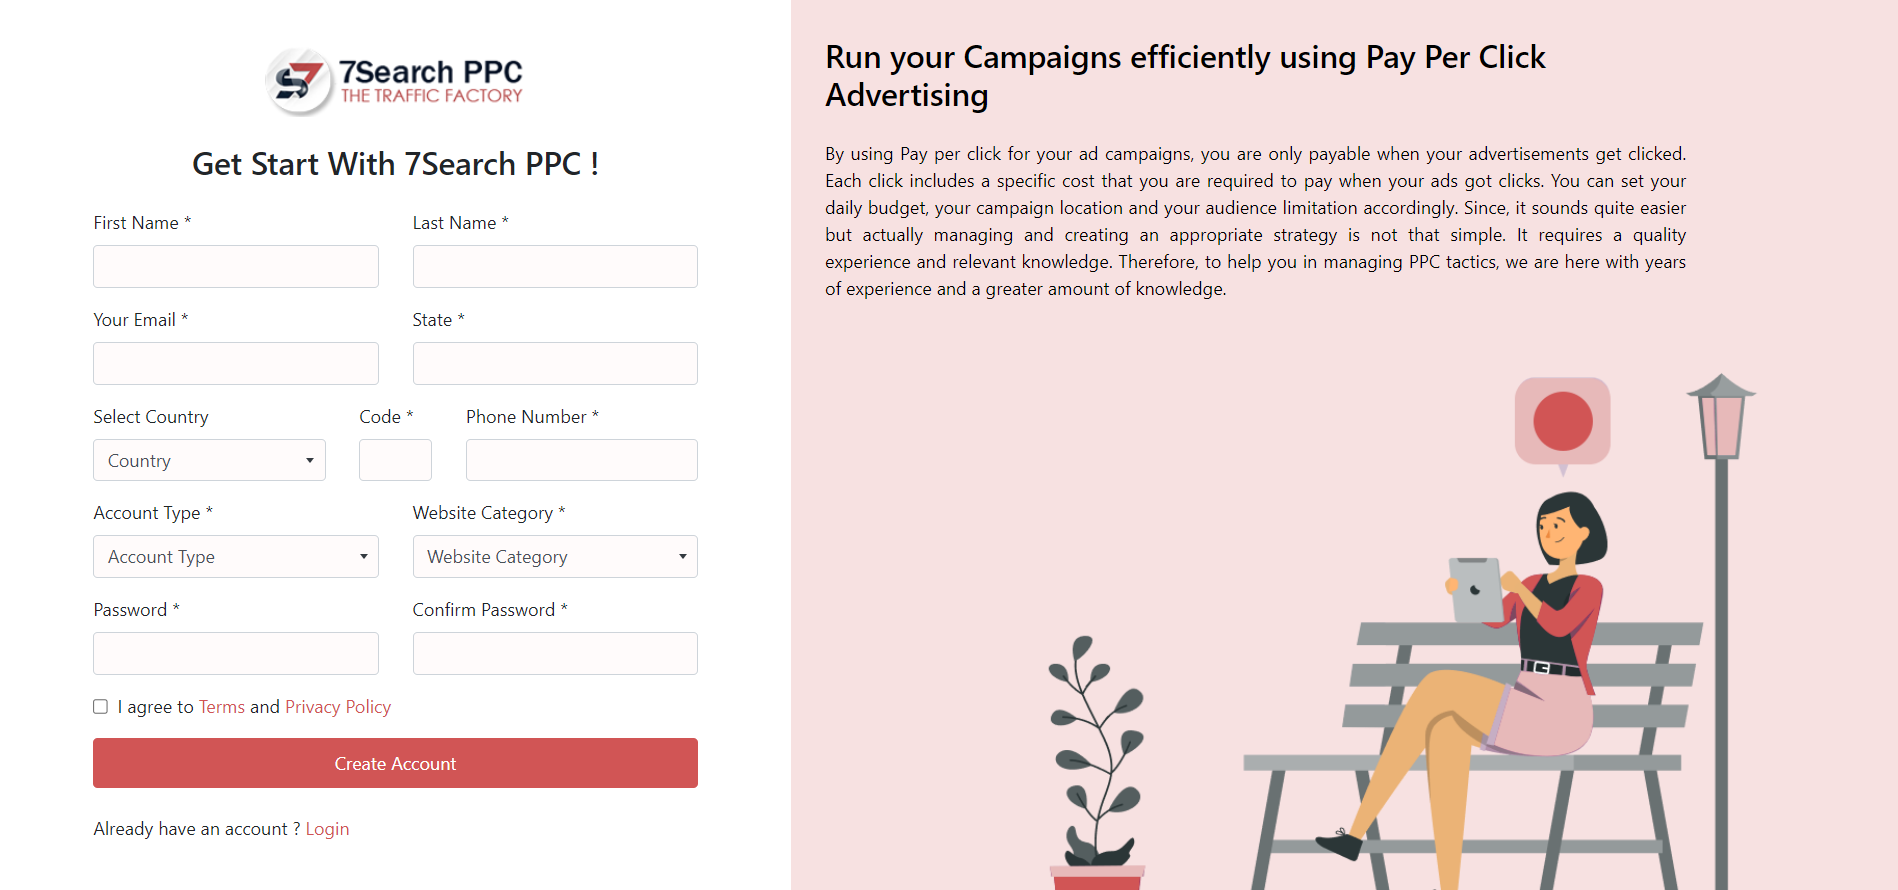 7Search PPC
THE TRAFFIC FACTORY
Get Start With 7Search PPC !
First Name *
Last Name *
Your Email *
State *
Select Country
Code *
Phone Number *
Country
Account Type *
Website Category *
Account Type
Website Category
Password *
Confirm Password *
I agree to Terms and Privacy Policy
Create Account
Already have an account ? Login
Run your Campaigns efficiently using Pay Per Click
Advertising
By using Pay per click for your ad campaigns, you are only payable when your advertisements get clicked.
Each click includes a specific cost that you are required to pay when your ads got clicks. You can set your
daily budget, your campaign location and your audience limitation accordingly. Since, it sounds quite easier
but actually managing and creating an appropriate strategy is not that simple. It requires a quality
experience and relevant knowledge. Therefore, to help you in managing PPC tactics, we are here with years
of experience and a greater amount of knowledge.